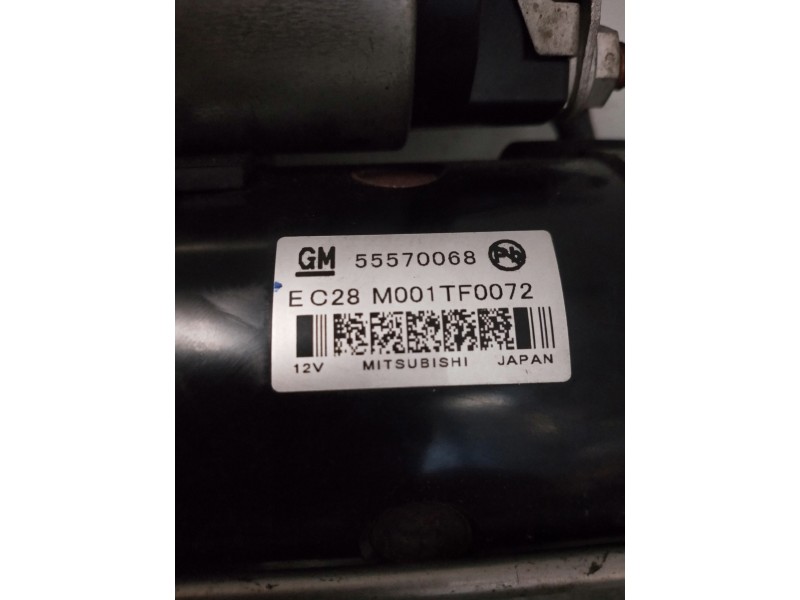 GM 55570068 Pb
EC28 M001TF0072
12V MITSUBISHI JAPAN